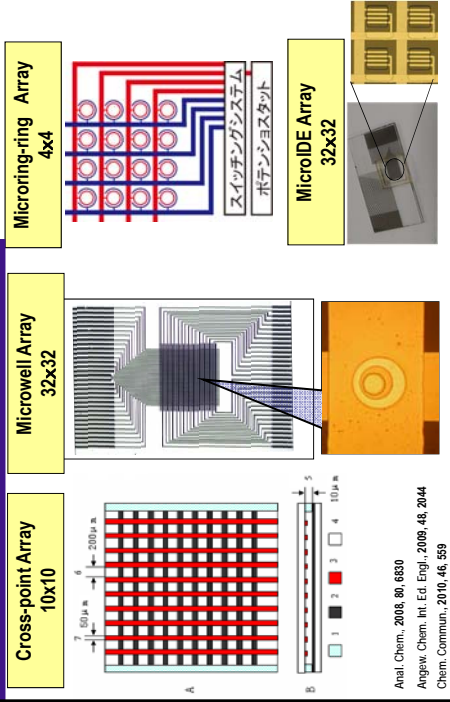 Cross-point Array
10x10
Microwell Array
32x32
Microring-ring Array
4x4
スイッチングシステム
ポテンショスタット
MicroIDE Array
32x32
7 50μm 6 200μm
A
B
5
10μm
1 2 3 4
Anal. Chem., 2008, 80, 6830
Angew. Chem. Int. Ed. Engl., 2009, 48, 2044
Chem. Commun., 2010, 46, 559